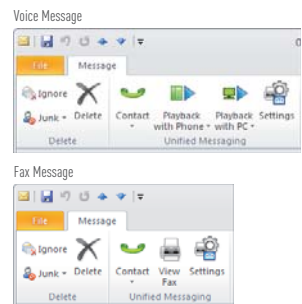 Voice Message
File Message
Ignore
Junk Delete Contact Playback with Phone Playback with PC Settings
Delete Unified Messaging
Fax Message
File Message
Ignore
Junk Delete Contact View Fax Settings
Delete Unified Messaging